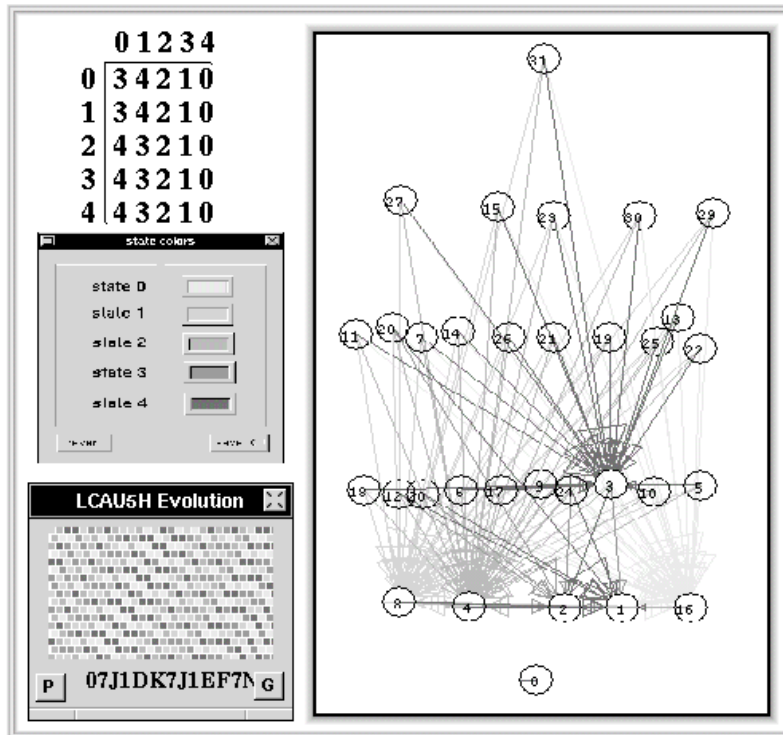 0 1 2 3 4
0 3 4 2 1 0
1 3 4 2 1 0
2 4 3 2 1 0
3 4 3 2 1 0
4 4 3 2 1 0
state colors
state 0
state 1
state 2
state 3
state 4
LCAU5H Evolution
P 07J1DK7J1EF7N G
31
27 15 23 30 29
11 20 7 14 26 21 19 25 13 22
18 12 6 17 9 24 3 10 5
8 4 2 1 16
0